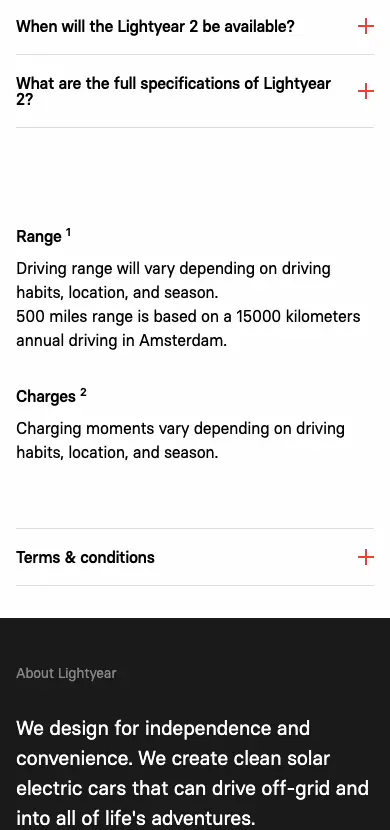 When will the Lightyear 2 be available?
What are the full specifications of Lightyear
2?
Range 1
Driving range will vary depending on driving
habits, location, and season.
500 miles range is based on a 15000 kilometers
annual driving in Amsterdam.
Charges 2
Charging moments vary depending on driving
habits, location, and season.
Terms & conditions
About Lightyear
We design for independence and
convenience. We create clean solar
electric cars that can drive off-grid and
into all of life's adventures.